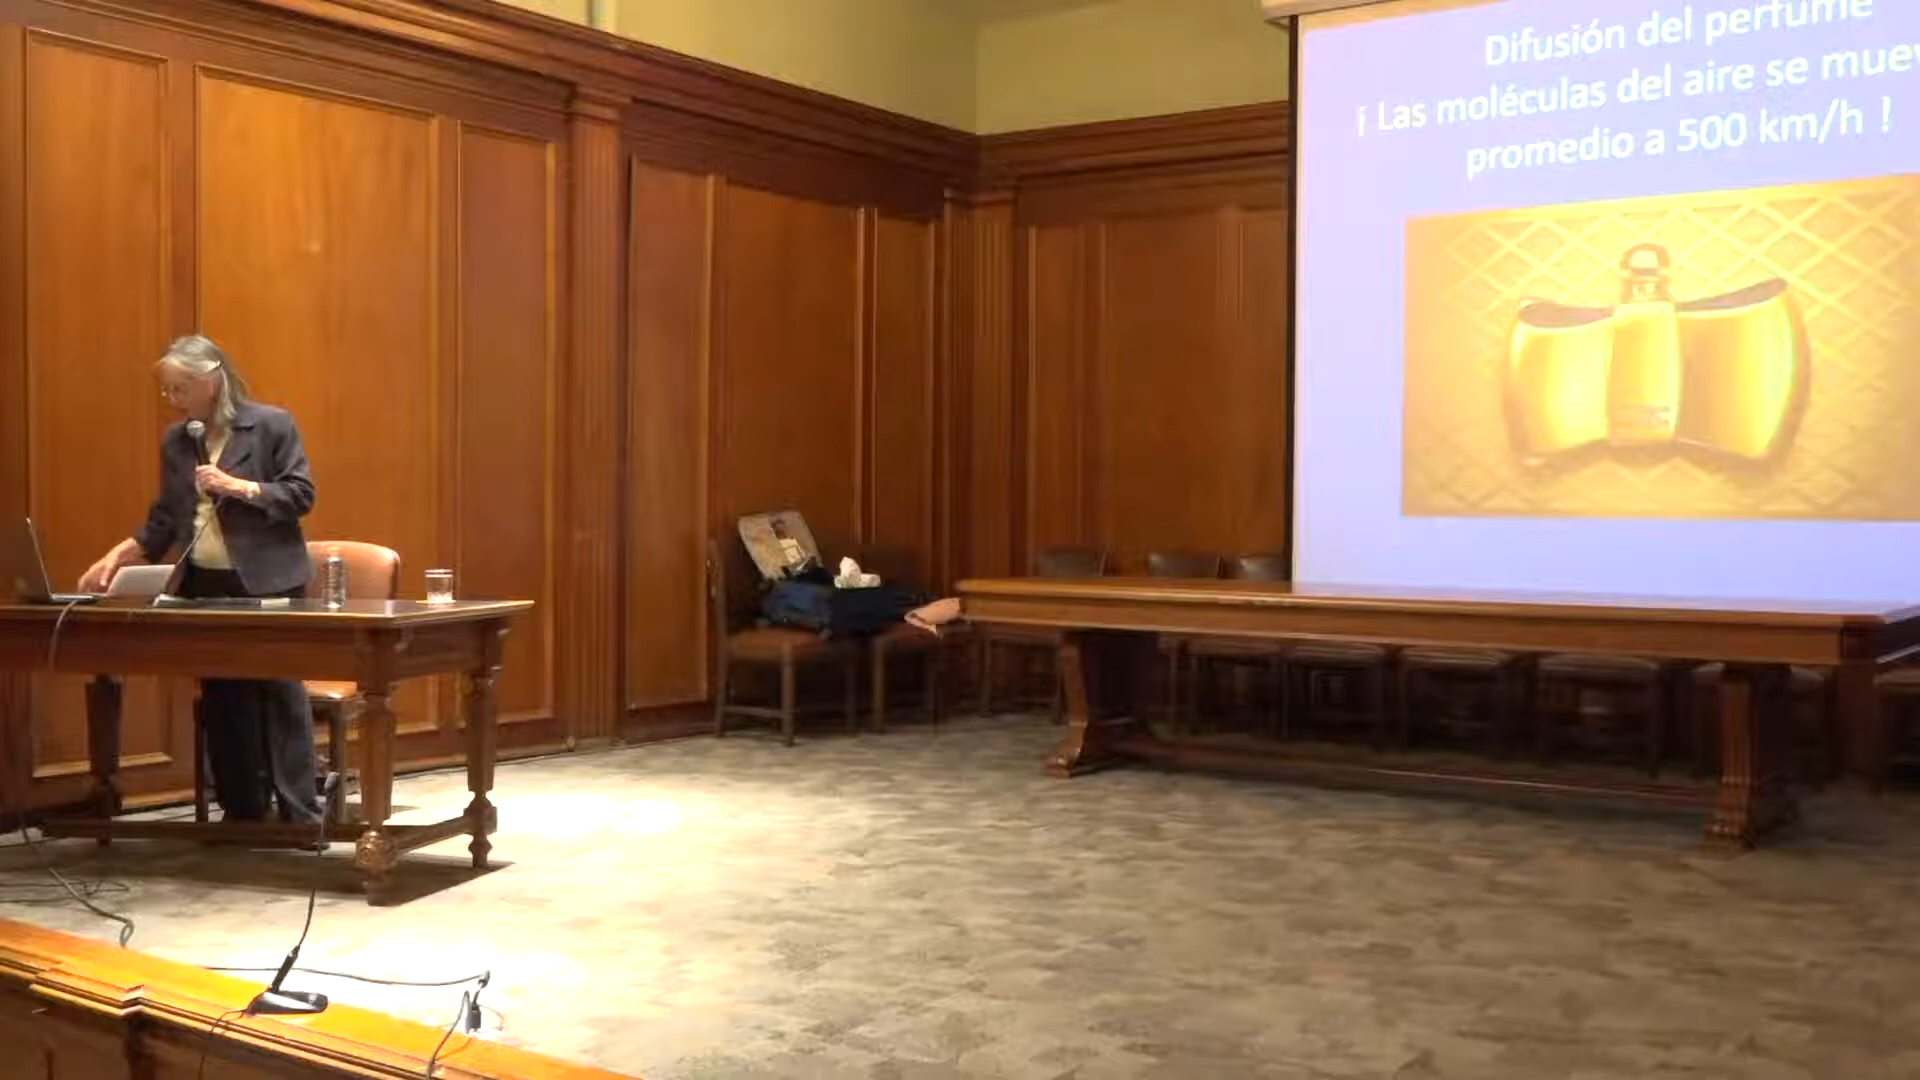 Difusión del perfume
¡ Las moléculas del aire se muev
promedio a 500 km/h !